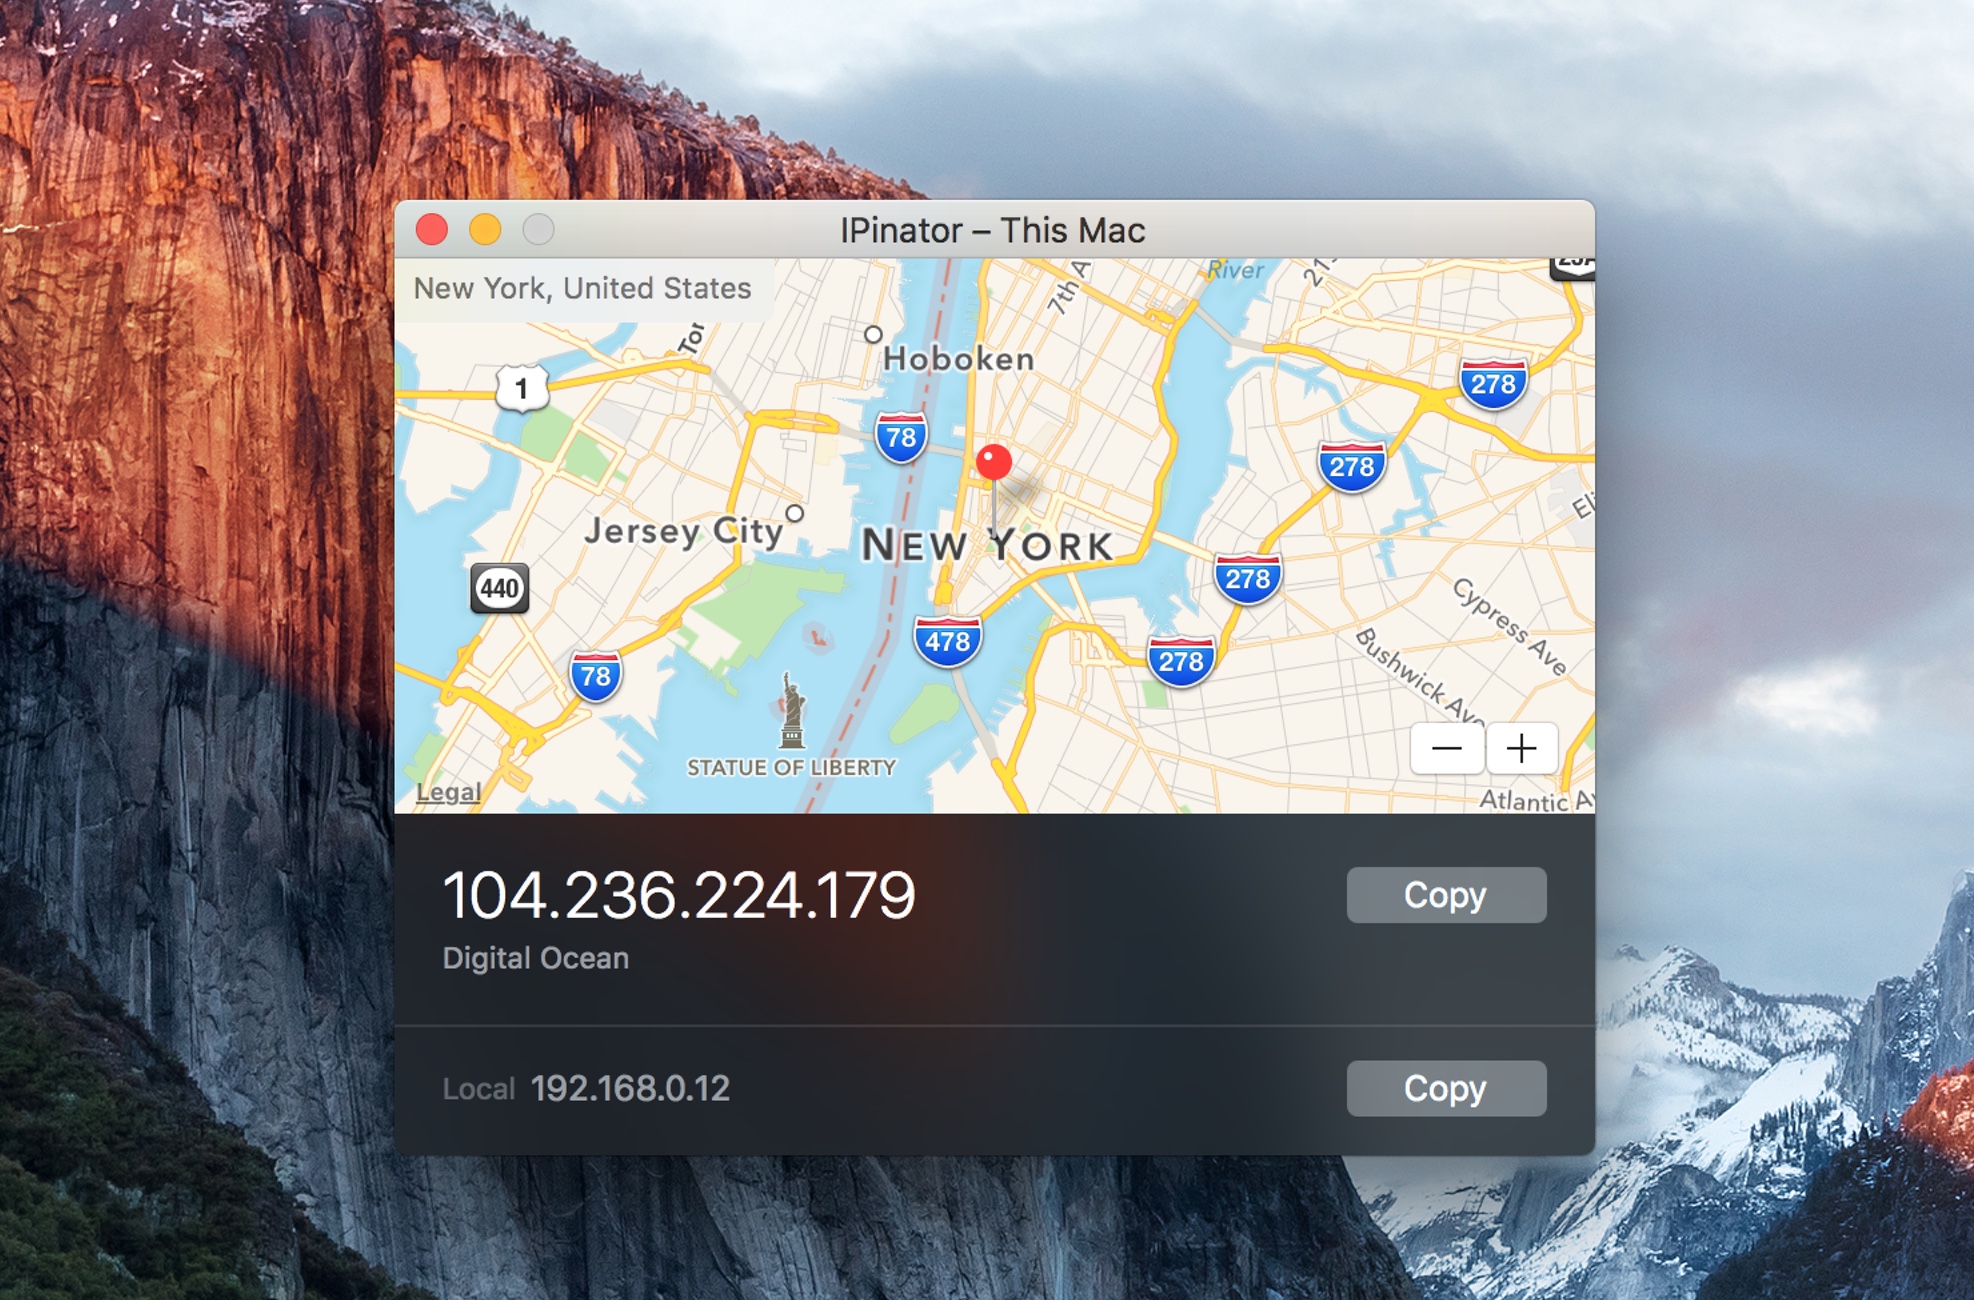 IPinator – This Mac
New York, United States
River
7th A
Tor
Hoboken
1
278
78
278
Jersey City
NEW YORK
440
278
Cypress Ave
478
278
Bushwick Ave
78
STATUE OF LIBERTY
Legal
Atlantic Av
− +
104.236.224.179
Copy
Digital Ocean
Local 192.168.0.12
Copy